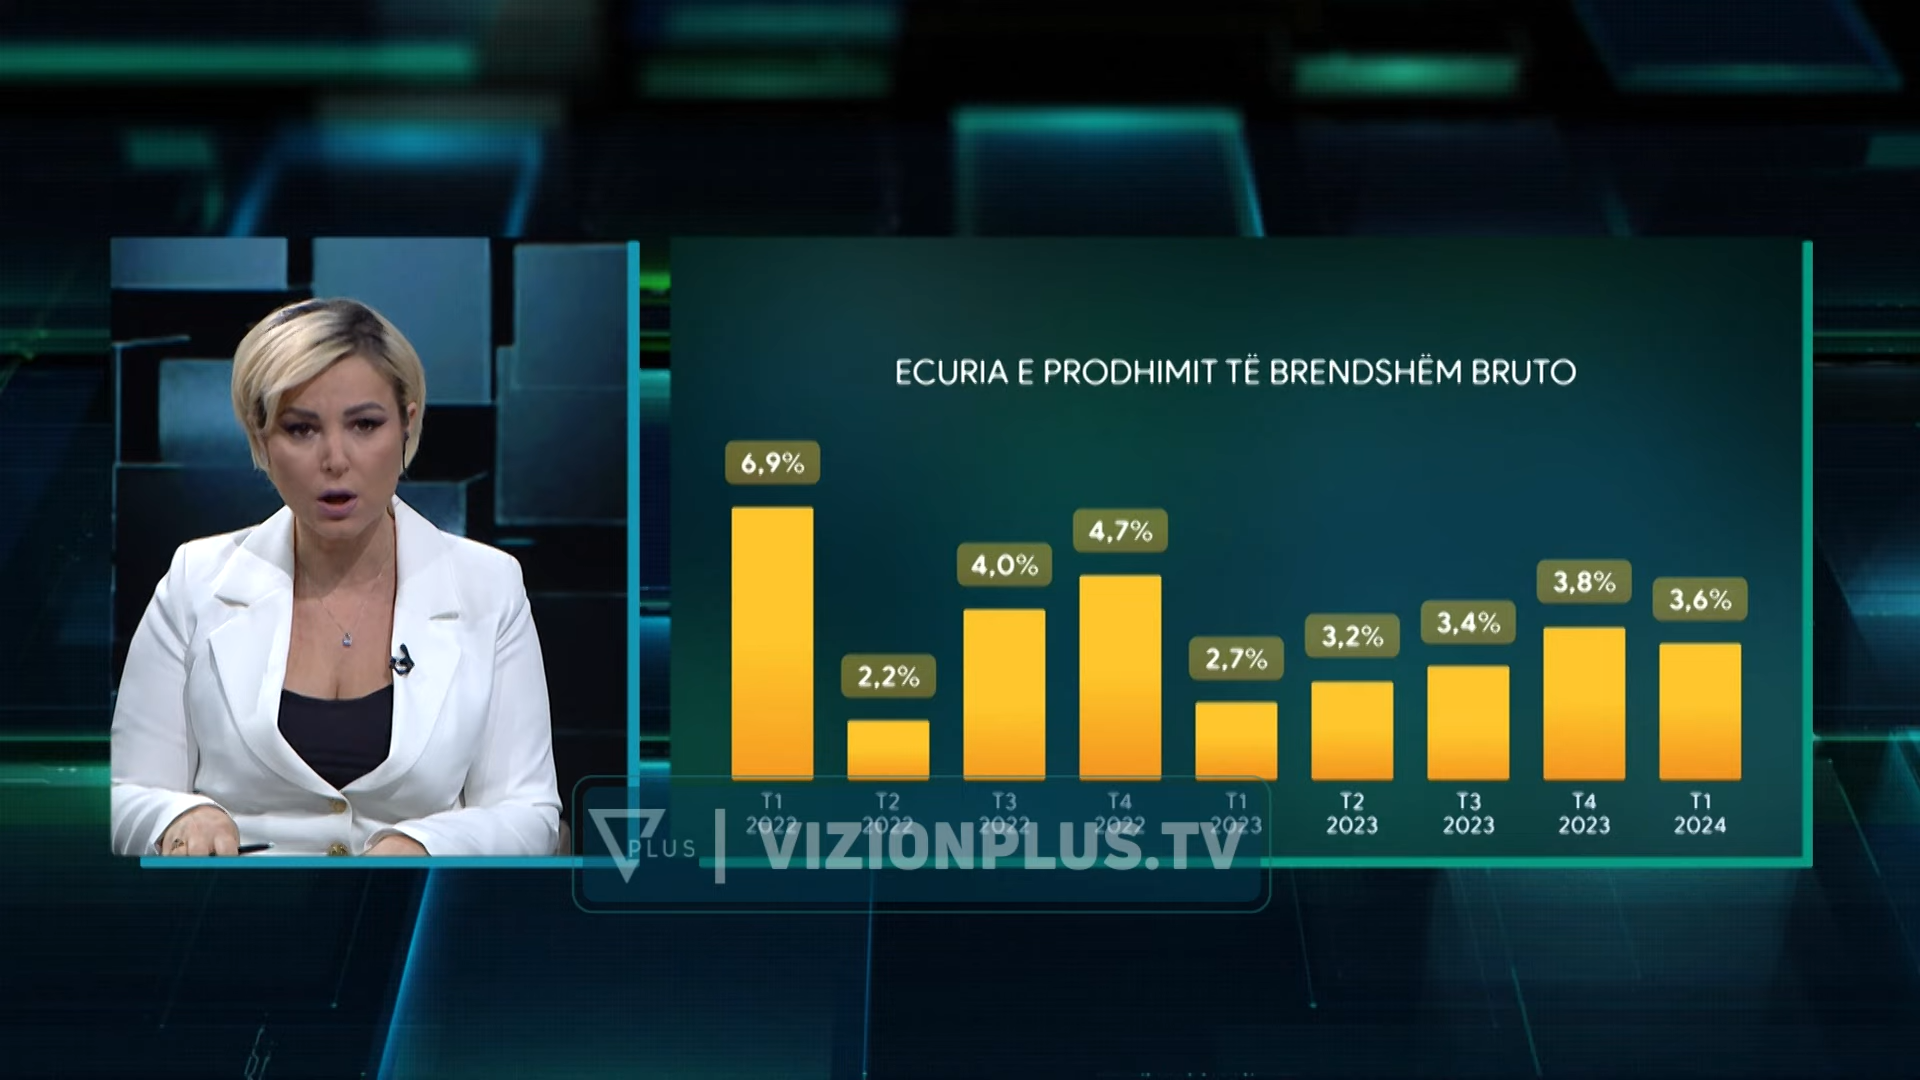 ECURIA E PRODHIMIT TË BRENDSHËM BRUTO
6,9%
2,2%
4,0%
4,7%
2,7%
3,2%
3,4%
3,8%
3,6%
T1
2022
T2
2022
T3
2022
T4
2022
T1
2023
T2
2023
T3
2023
T4
2023
T1
2024
PLUS | VIZIONPLUS.TV